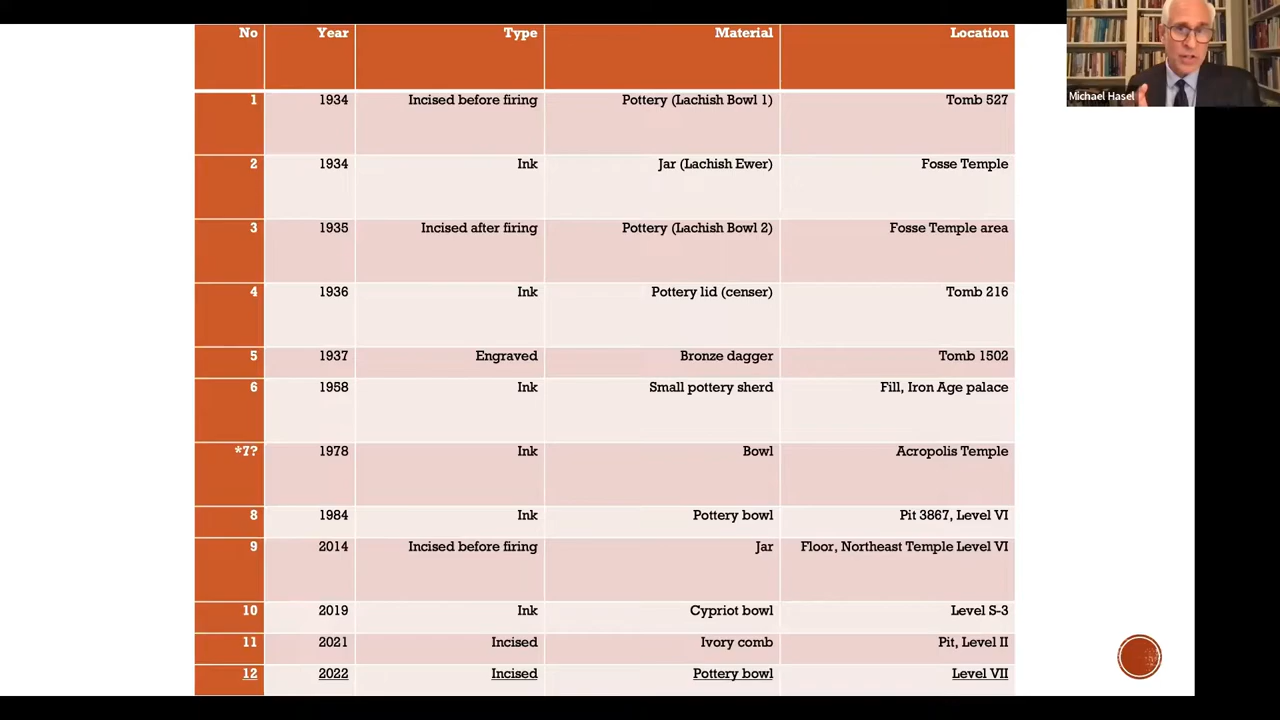 No Year Type Material Location
1 1934 Incised before firing Pottery (Lachish Bowl 1) Tomb 527
2 1934 Ink Jar (Lachish Ewer) Fosse Temple
3 1935 Incised after firing Pottery (Lachish Bowl 2) Fosse Temple area
4 1936 Ink Pottery lid (censer) Tomb 216
5 1937 Engraved Bronze dagger Tomb 1502
6 1958 Ink Small pottery sherd Fill, Iron Age palace
*7? 1978 Ink Bowl Acropolis Temple
8 1984 Ink Pottery bowl Pit 3867, Level VI
9 2014 Incised before firing Jar Floor, Northeast Temple Level VI
10 2019 Ink Cypriot bowl Level S-3
11 2021 Incised Ivory comb Pit, Level II
12 2022 Incised Pottery bowl Level VII
Michael Hasel